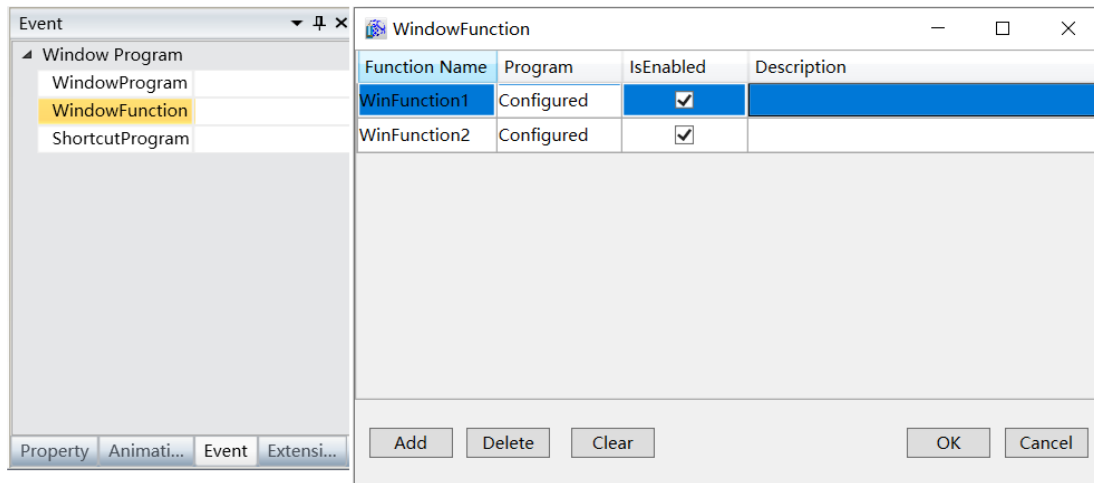 Event
Window Program
WindowProgram
WindowFunction
ShortcutProgram
Property Animati... Event Extensi...
WindowFunction
Function Name Program IsEnabled Description
WinFunction1 Configured
WinFunction2 Configured
Add Delete Clear OK Cancel